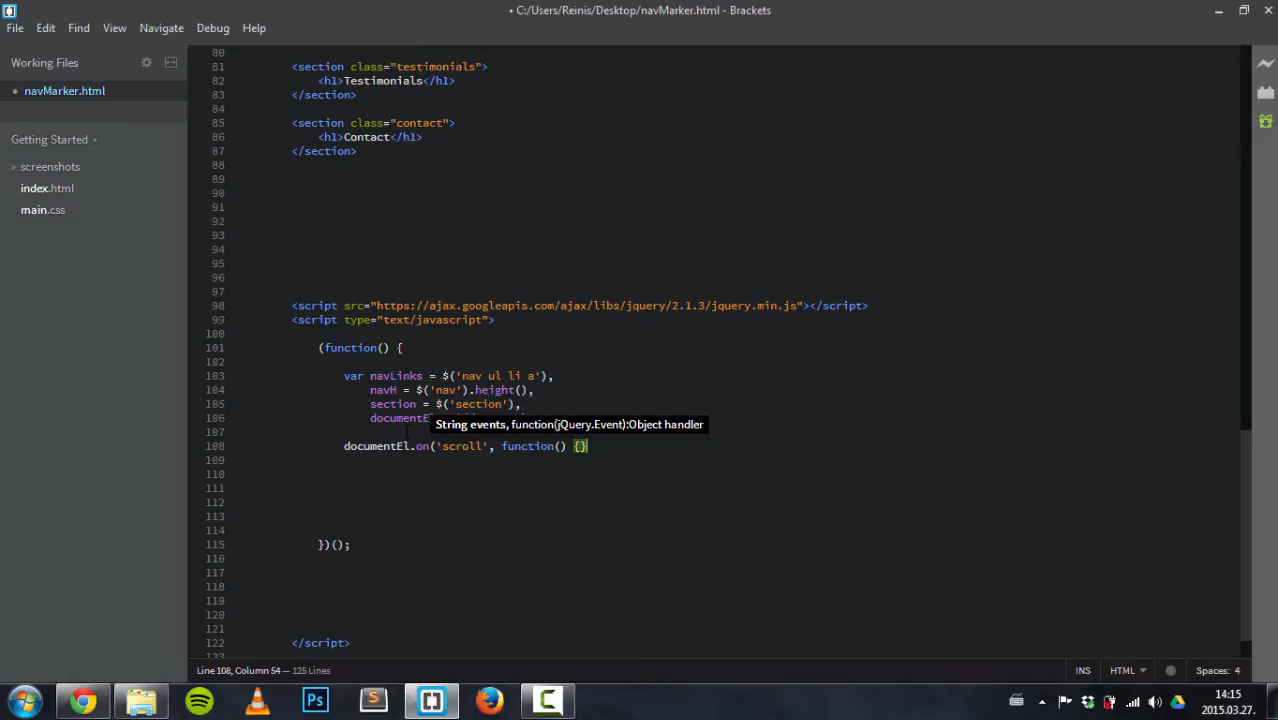 • C:/Users/Reinis/Desktop/navMarker.html - Brackets
File Edit Find View Navigate Debug Help
Working Files
• navMarker.html
Getting Started
screenshots
index.html
main.css
80
81 <section class="testimonials">
82 <h1>Testimonials</h1>
83 </section>
84
85 <section class="contact">
86 <h1>Contact</h1>
87 </section>
88
89
90
91
92
93
94
95
96
97
98 <script src="https://ajax.googleapis.com/ajax/libs/jquery/2.1.3/jquery.min.js"></script>
99 <script type="text/javascript">
100
101 (function() {
102
103 var navLinks = $('nav ul li a'),
104 navH = $('nav').height(),
105 section = $('section'),
106 documentEl
String events, function(jQuery.Event):Object handler
107
108 documentEl.on('scroll', function() {}
109
110
111
112
113
114
115 })();
116
117
118
119
120
121
122 </script>
123
Line 108, Column 54 — 125 Lines
INS HTML Spaces: 4
Ps S C
14:15
2015.03.27.